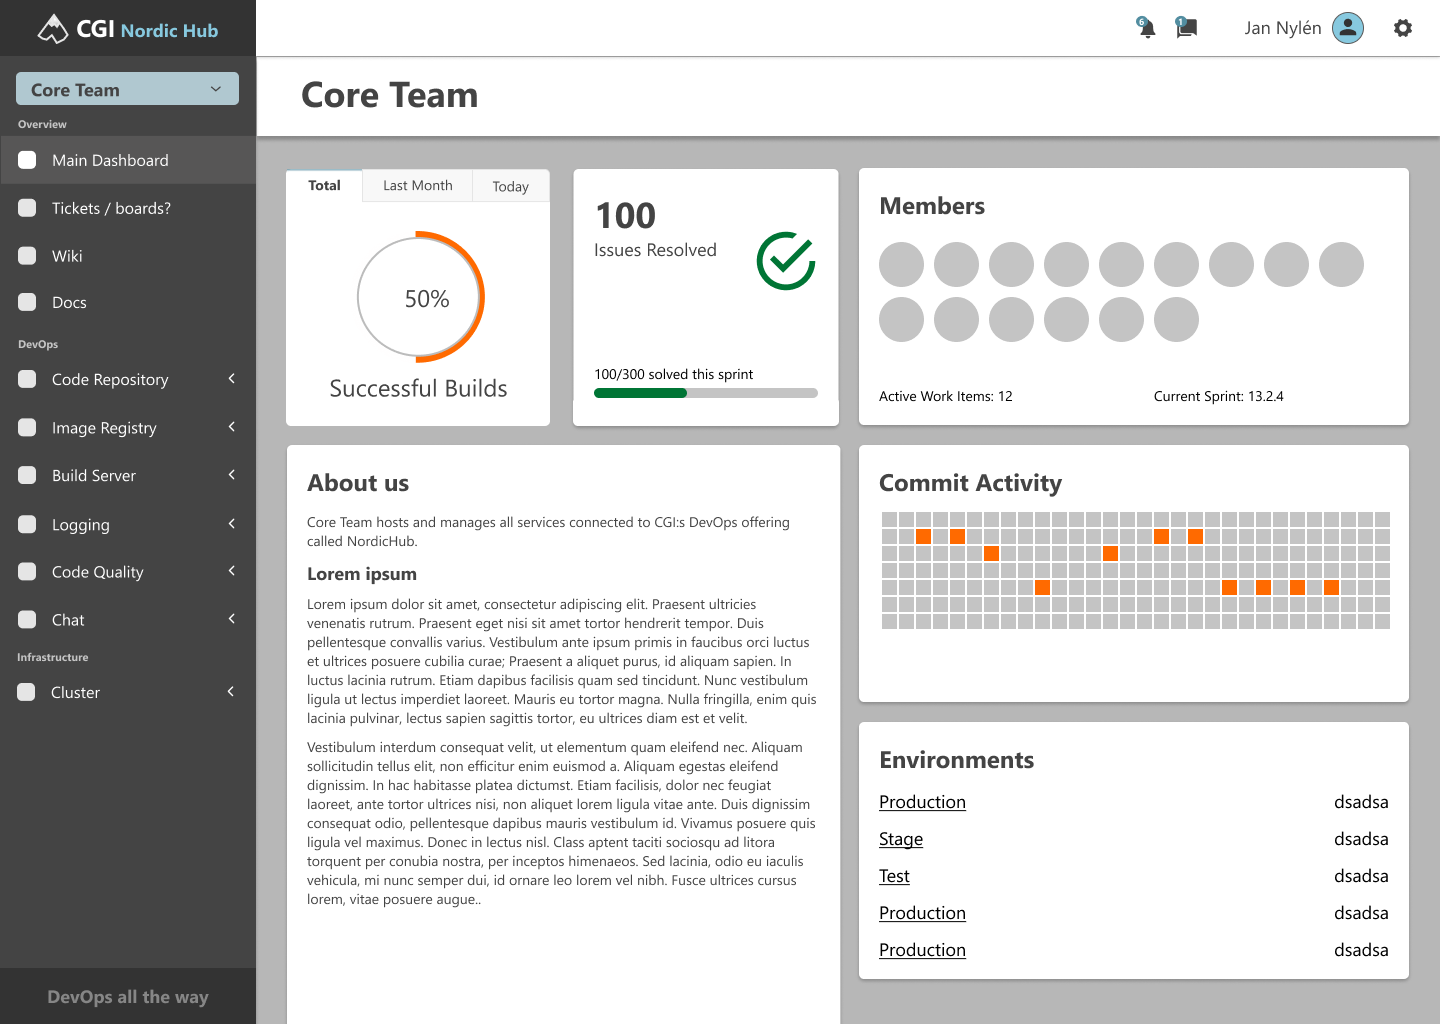 CGI Nordic Hub
6
1
Jan Nylén
Core Team
Overview
Main Dashboard
Tickets / boards?
Wiki
Docs
DevOps
Code Repository
Image Registry
Build Server
Logging
Code Quality
Chat
Infrastructure
Cluster
DevOps all the way
Core Team
Total
Last Month
Today
50%
Successful Builds
100
Issues Resolved
100/300 solved this sprint
Members
Active Work Items: 12
Current Sprint: 13.2.4
About us
Core Team hosts and manages all services connected to CGI:s DevOps offering
called NordicHub.
Lorem ipsum
Lorem ipsum dolor sit amet, consectetur adipiscing elit. Praesent ultricies
venenatis rutrum. Praesent eget nisi sit amet tortor hendrerit tempor. Duis
pellentesque convallis varius. Vestibulum ante ipsum primis in faucibus orci luctus
et ultrices posuere cubilia curae; Praesent a aliquet purus, id aliquam sapien. In
luctus lacinia rutrum. Etiam dapibus facilisis quam sed tincidunt. Nunc vestibulum
ligula ut lectus imperdiet laoreet. Mauris eu tortor magna. Nulla fringilla, enim quis
lacinia pulvinar, lectus sapien sagittis tortor, eu ultrices diam est et velit.
Vestibulum interdum consequat velit, ut elementum quam eleifend nec. Aliquam
sollicitudin tellus elit, non efficitur enim euismod a. Aliquam egestas eleifend
dignissim. In hac habitasse platea dictumst. Etiam facilisis, dolor nec feugiat
laoreet, ante tortor ultrices nisi, non aliquet lorem ligula vitae ante. Duis dignissim
consequat odio, pellentesque dapibus mauris vestibulum id. Vivamus posuere quis
ligula vel maximus. Donec in lectus nisl. Class aptent taciti sociosqu ad litora
torquent per conubia nostra, per inceptos himenaeos. Sed lacinia, odio eu iaculis
vehicula, mi nunc semper dui, id ornare leo lorem vel nibh. Fusce ultrices cursus
lorem, vitae posuere augue..
Commit Activity
Environments
Production dsadsa
Stage dsadsa
Test dsadsa
Production dsadsa
Production dsadsa